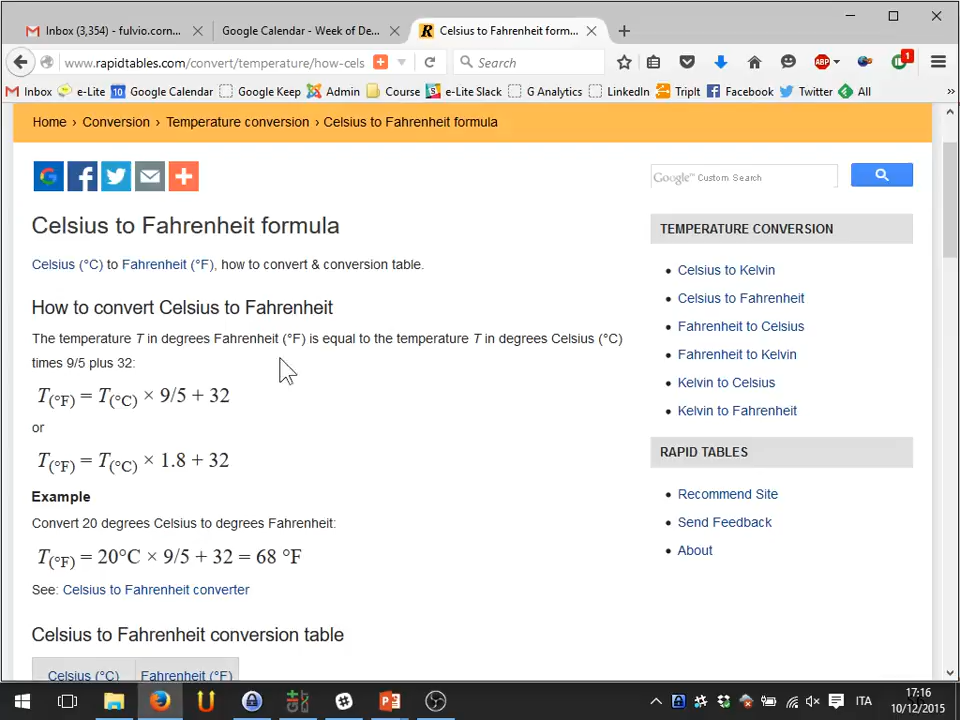 Inbox (3,354) - fulvio.corn...
Google Calendar - Week of De...
Celsius to Fahrenheit form...
www.rapidtables.com/convert/temperature/how-cels
Search
ABP
1
Inbox
e-Lite
10 Google Calendar
Google Keep
Admin
Course
e-Lite Slack
G Analytics
LinkedIn
TripIt
Facebook
Twitter
All
»
Home › Conversion › Temperature conversion › Celsius to Fahrenheit formula
Google™ Custom Search
Celsius to Fahrenheit formula
Celsius (°C) to Fahrenheit (°F), how to convert & conversion table.
How to convert Celsius to Fahrenheit
The temperature T in degrees Fahrenheit (°F) is equal to the temperature T in degrees Celsius (°C)
times 9/5 plus 32:
T(°F) = T(°C) × 9/5 + 32
or
T(°F) = T(°C) × 1.8 + 32
Example
Convert 20 degrees Celsius to degrees Fahrenheit:
T(°F) = 20°C × 9/5 + 32 = 68 °F
See: Celsius to Fahrenheit converter
Celsius to Fahrenheit conversion table
Celsius (°C) Fahrenheit (°F)
TEMPERATURE CONVERSION
Celsius to Kelvin
Celsius to Fahrenheit
Fahrenheit to Celsius
Fahrenheit to Kelvin
Kelvin to Celsius
Kelvin to Fahrenheit
RAPID TABLES
Recommend Site
Send Feedback
About
ITA
17:16
10/12/2015